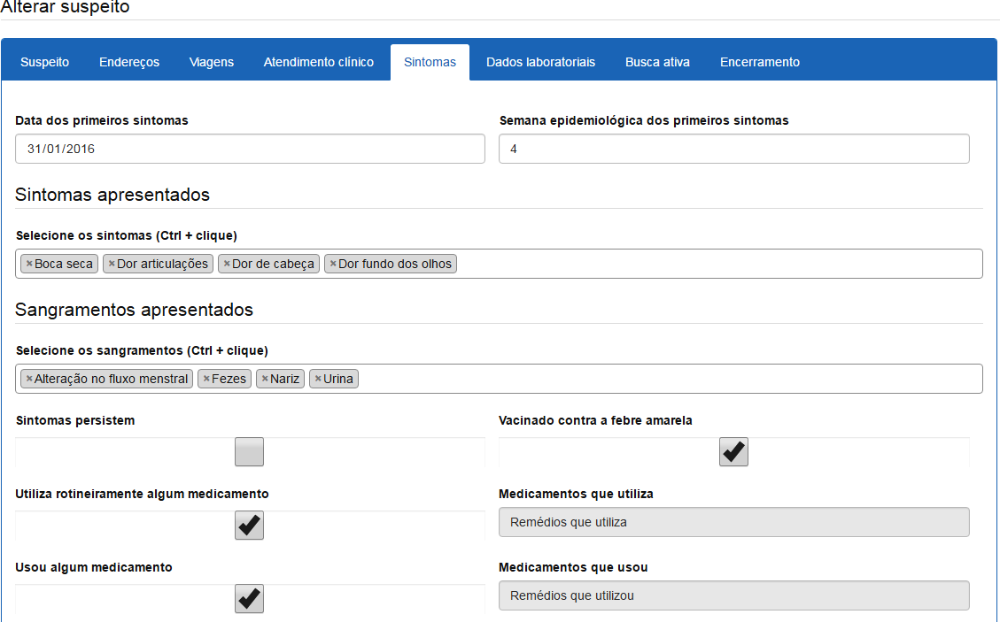 Alterar suspeito
Suspeito Endereços Viagens Atendimento clínico Sintomas Dados laboratoriais Busca ativa Encerramento
Data dos primeiros sintomas Semana epidemiológica dos primeiros sintomas
31/01/2016 4
Sintomas apresentados
Selecione os sintomas (Ctrl + clique)
×Boca seca ×Dor articulações ×Dor de cabeça ×Dor fundo dos olhos
Sangramentos apresentados
Selecione os sangramentos (Ctrl + clique)
×Alteração no fluxo menstral ×Fezes ×Nariz ×Urina
Sintomas persistem Vacinado contra a febre amarela
Utiliza rotineiramente algum medicamento Medicamentos que utiliza
Remédios que utiliza
Usou algum medicamento Medicamentos que usou
Remédios que utilizou